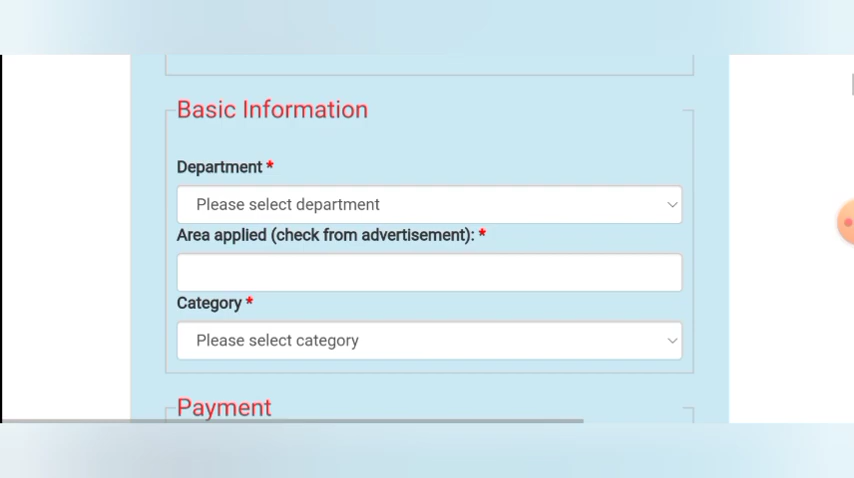 Basic Information
Department *
Please select department
Area applied (check from advertisement): *
Category *
Please select category
Payment